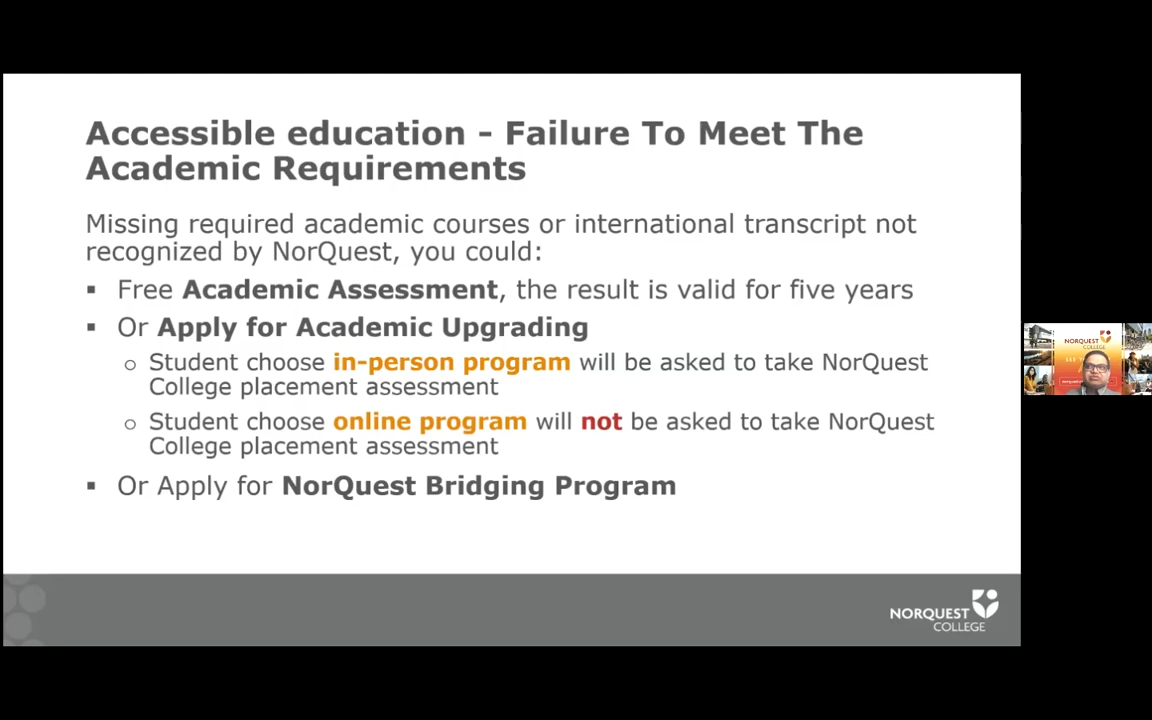 Accessible education - Failure To Meet The
Academic Requirements
Missing required academic courses or international transcript not
recognized by NorQuest, you could:
▪ Free Academic Assessment, the result is valid for five years
▪ Or Apply for Academic Upgrading
o Student choose in-person program will be asked to take NorQuest
College placement assessment
o Student choose online program will not be asked to take NorQuest
College placement assessment
▪ Or Apply for NorQuest Bridging Program
NORQUEST
COLLEGE
NORQUEST
COLLEGE